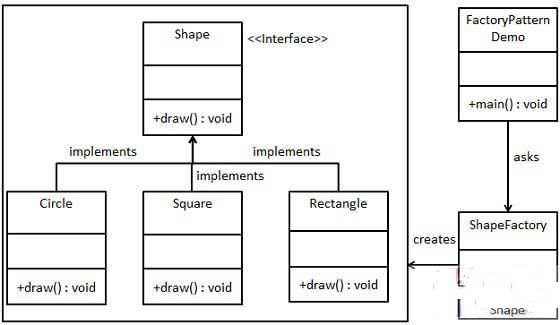 Shape
<<Interface>>
+draw() : void
implements
implements
implements
Circle
+draw() : void
Square
+draw() : void
Rectangle
+draw() : void
FactoryPattern
Demo
+main() : void
asks
ShapeFactory
creates
Shape